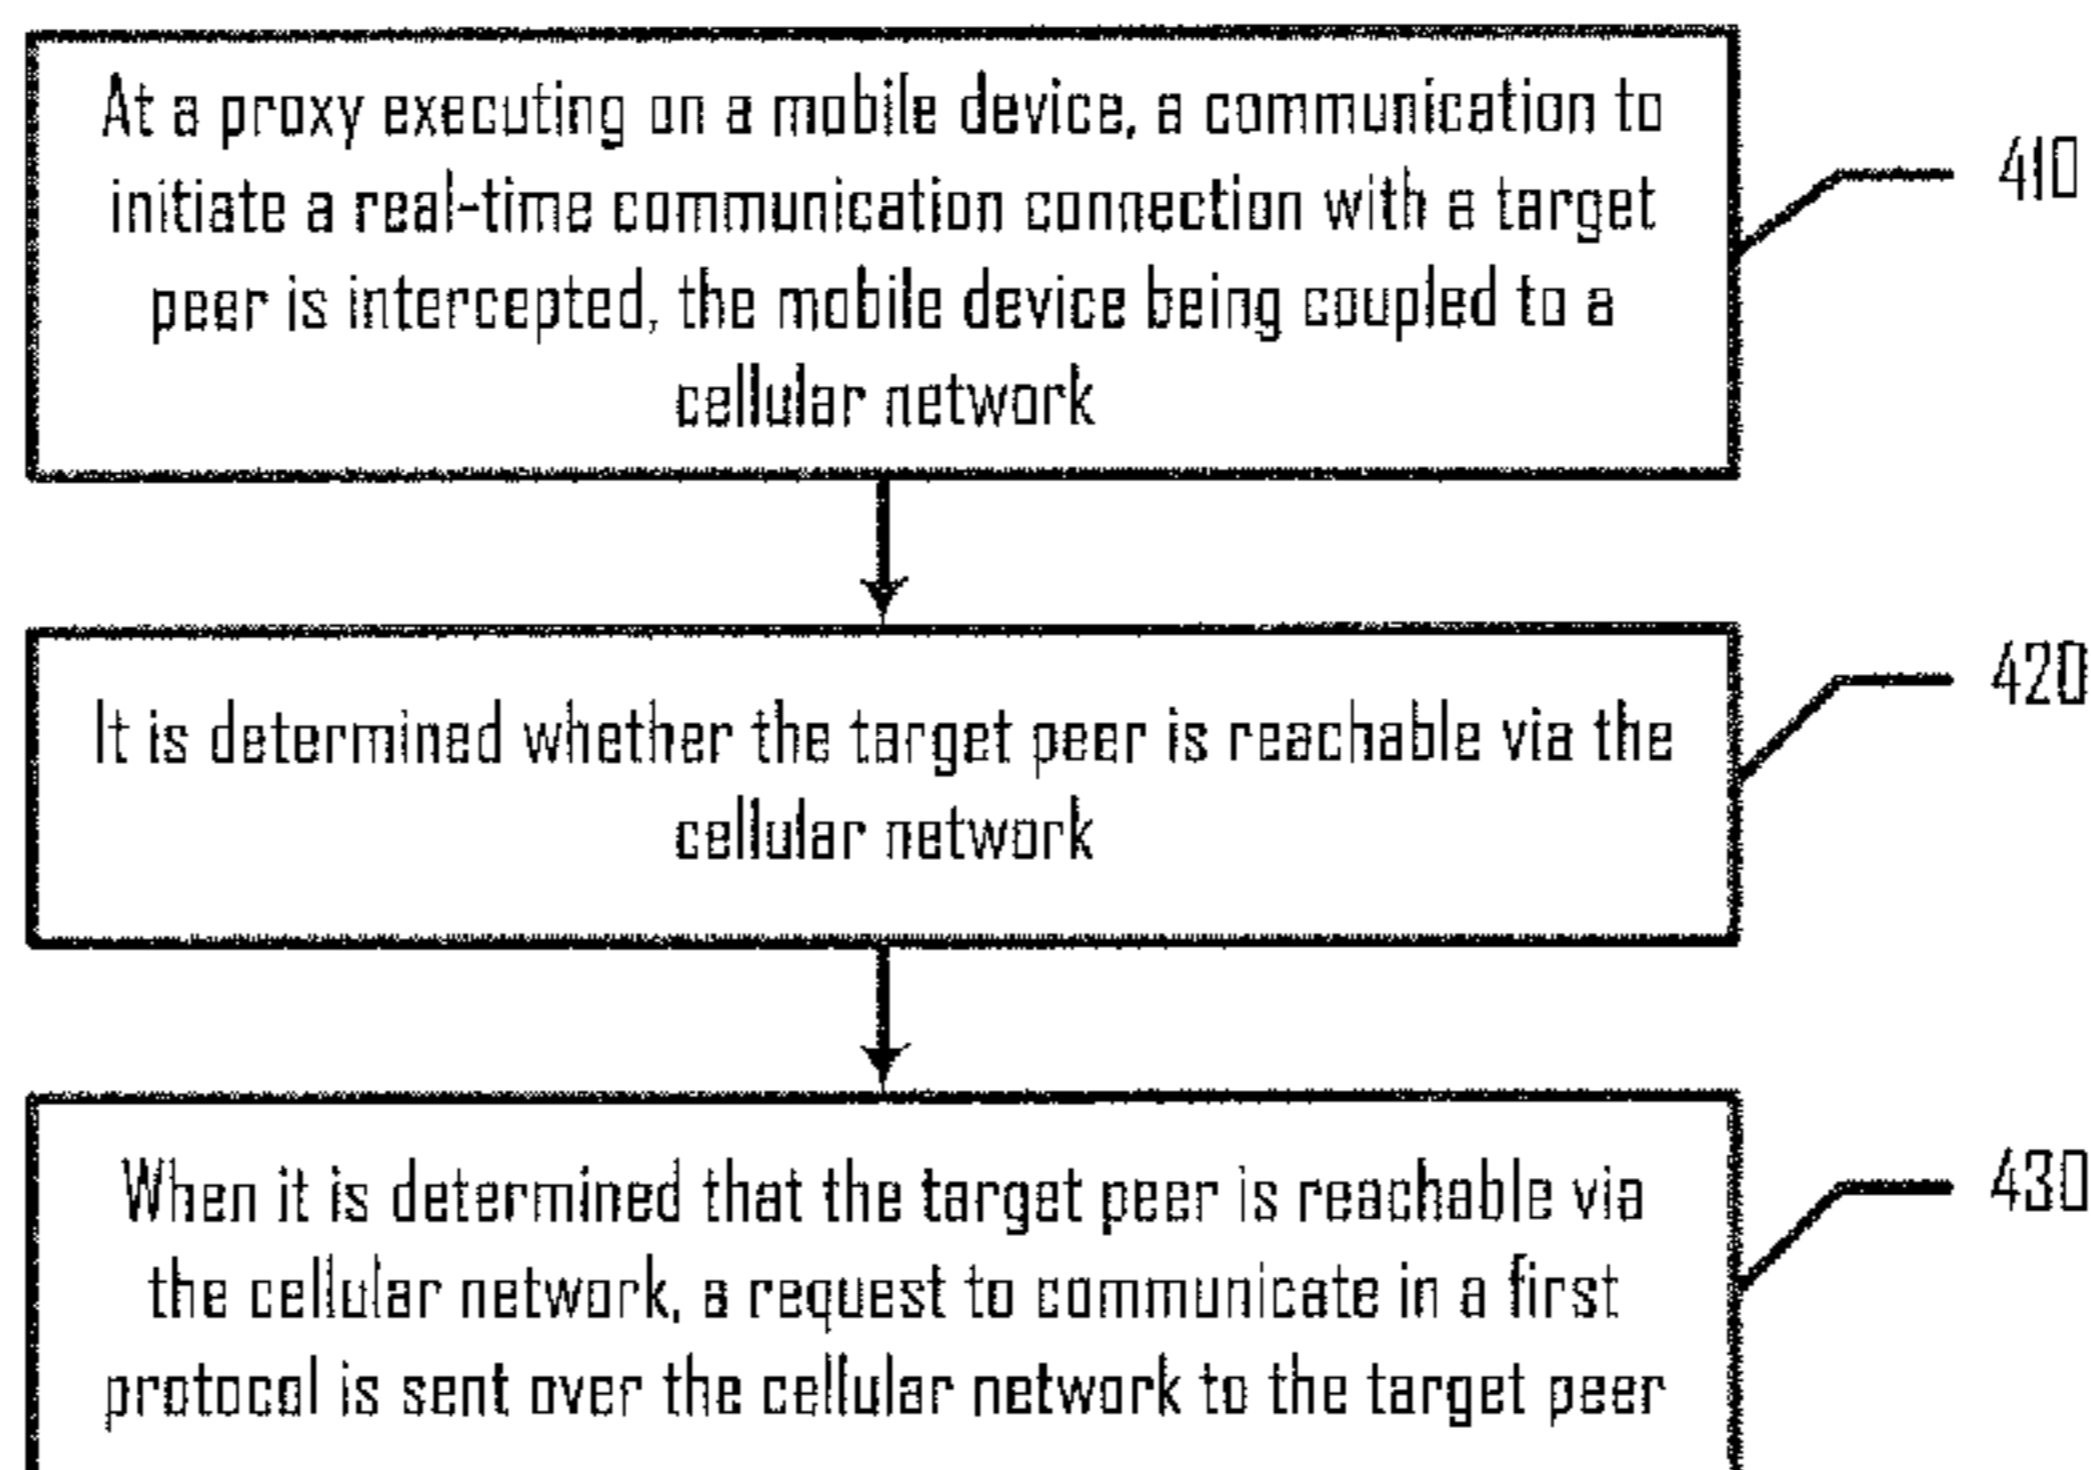 At a proxy executing on a mobile device, a communication to
initiate a real-time communication connection with a target
peer is intercepted, the mobile device being coupled to a
cellular network
410
It is determined whether the target peer is reachable via the
cellular network
420
When it is determined that the target peer is reachable via
the cellular network, a request to communicate in a first
protocol is sent over the cellular network to the target peer
430